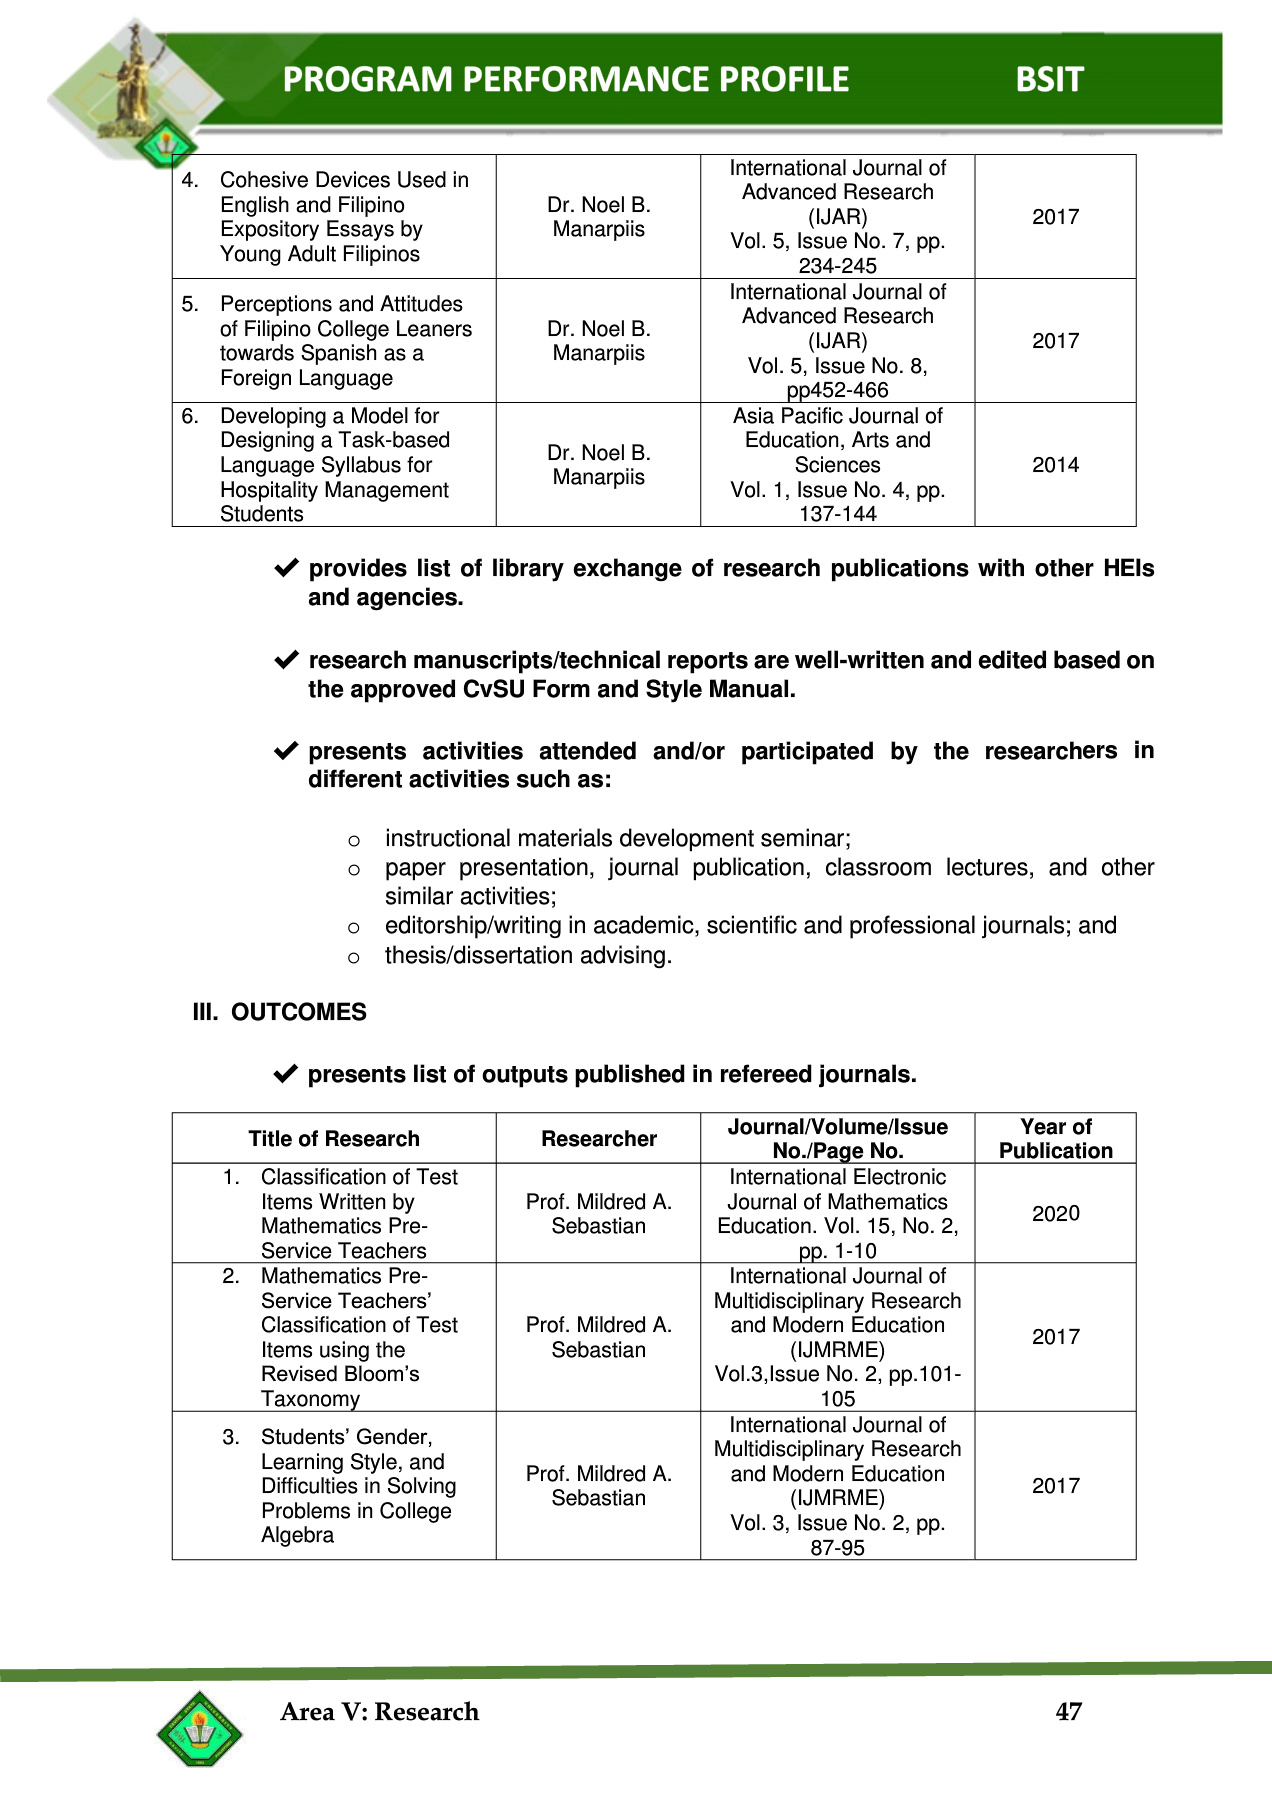 PROGRAM PERFORMANCE PROFILE BSIT
4. Cohesive Devices Used in
English and Filipino
Expository Essays by
Young Adult Filipinos
Dr. Noel B.
Manarpiis
International Journal of
Advanced Research
(IJAR)
Vol. 5, Issue No. 7, pp.
234-245
2017
5. Perceptions and Attitudes
of Filipino College Leaners
towards Spanish as a
Foreign Language
Dr. Noel B.
Manarpiis
International Journal of
Advanced Research
(IJAR)
Vol. 5, Issue No. 8,
pp452-466
2017
6. Developing a Model for
Designing a Task-based
Language Syllabus for
Hospitality Management
Students
Dr. Noel B.
Manarpiis
Asia Pacific Journal of
Education, Arts and
Sciences
Vol. 1, Issue No. 4, pp.
137-144
2014
✔ provides list of library exchange of research publications with other HEIs
and agencies.
✔ research manuscripts/technical reports are well-written and edited based on
the approved CvSU Form and Style Manual.
✔ presents activities attended and/or participated by the researchers in
different activities such as:
o instructional materials development seminar;
o paper presentation, journal publication, classroom lectures, and other
similar activities;
o editorship/writing in academic, scientific and professional journals; and
o thesis/dissertation advising.
III. OUTCOMES
✔ presents list of outputs published in refereed journals.
Title of Research
Researcher
Journal/Volume/Issue
No./Page No.
Year of
Publication
1. Classification of Test
Items Written by
Mathematics Pre-
Service Teachers
Prof. Mildred A.
Sebastian
International Electronic
Journal of Mathematics
Education. Vol. 15, No. 2,
pp. 1-10
2020
2. Mathematics Pre-
Service Teachers’
Classification of Test
Items using the
Revised Bloom’s
Taxonomy
Prof. Mildred A.
Sebastian
International Journal of
Multidisciplinary Research
and Modern Education
(IJMRME)
Vol.3,Issue No. 2, pp.101-
105
2017
3. Students’ Gender,
Learning Style, and
Difficulties in Solving
Problems in College
Algebra
Prof. Mildred A.
Sebastian
International Journal of
Multidisciplinary Research
and Modern Education
(IJMRME)
Vol. 3, Issue No. 2, pp.
87-95
2017
Area V: Research 47